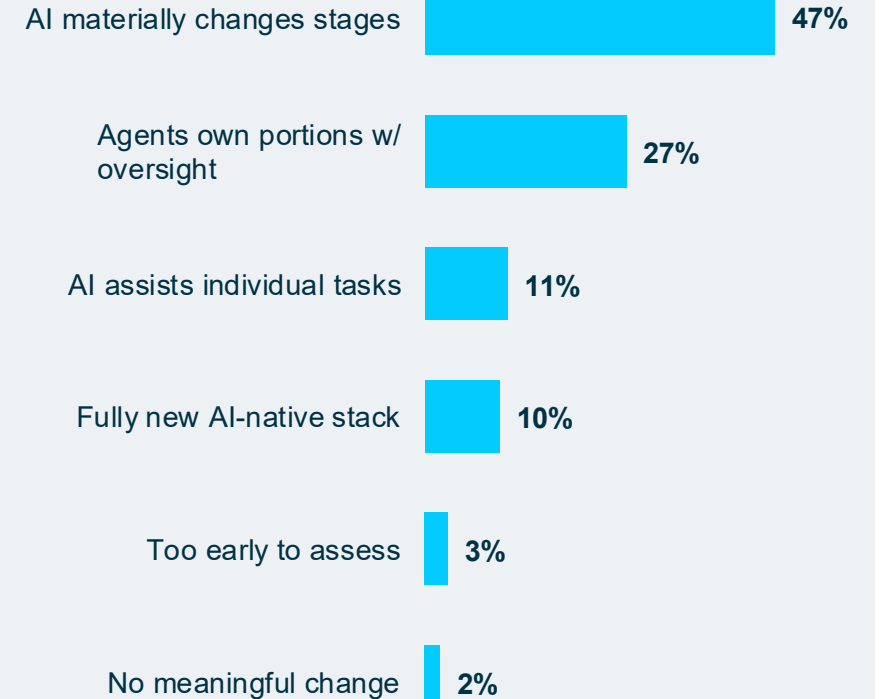 AI materially changes stages 47%
Agents own portions w/
oversight
27%
AI assists individual tasks 11%
Fully new AI-native stack 10%
Too early to assess 3%
No meaningful change 2%